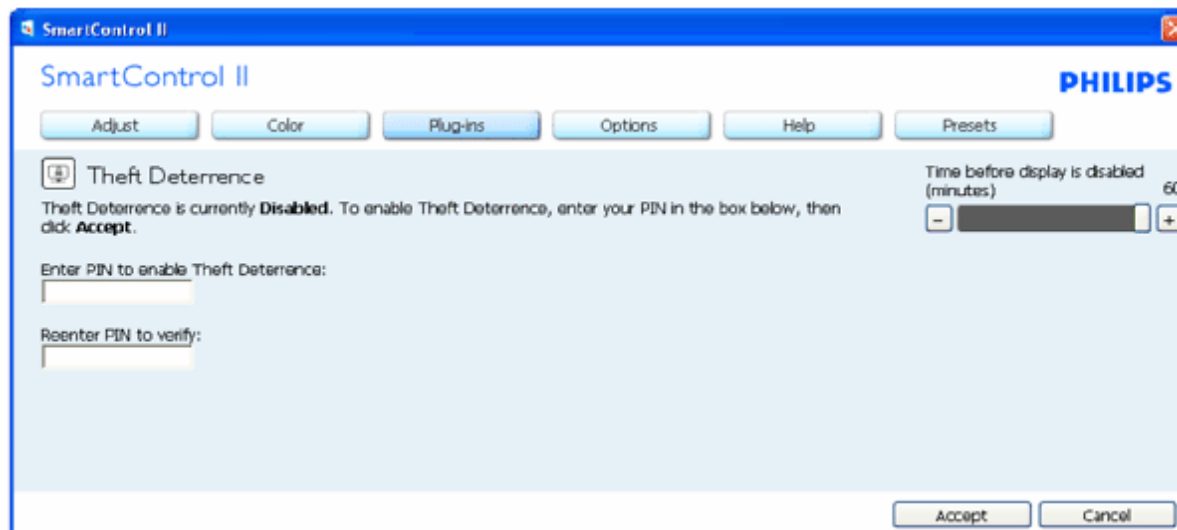 SmartControl II
SmartControl II
PHILIPS
Adjust Color Plug-ins Options Help Presets
Theft Deterrence
Theft Deterrence is currently Disabled. To enable Theft Deterrence, enter your PIN in the box below, then
click Accept.
Enter PIN to enable Theft Deterrence:
Reenter PIN to verify:
Time before display is disabled
(minutes) 60
- +
Accept Cancel